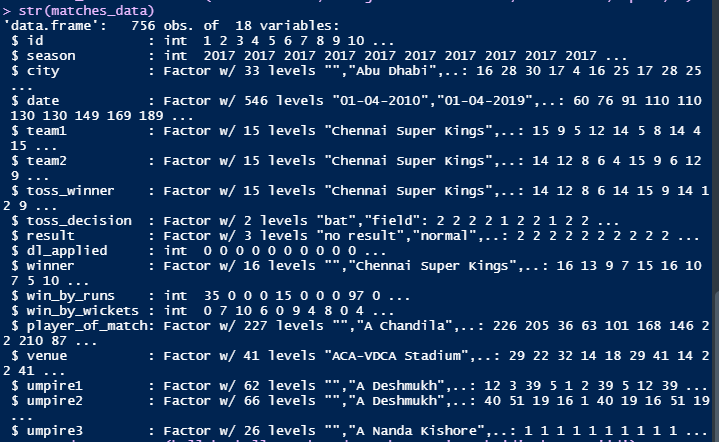 > str(matches_data)
'data.frame':   756 obs. of  18 variables:
 $ id             : int  1 2 3 4 5 6 7 8 9 10 ...
 $ season         : int  2017 2017 2017 2017 2017 2017 2017 2017 2017 2017 ...
 $ city           : Factor w/ 33 levels "","Abu Dhabi",..: 16 28 30 17 4 16 25 17 28 25
...
 $ date           : Factor w/ 546 levels "01-04-2010","01-04-2019",..: 60 76 91 110 110
130 130 149 169 189 ...
 $ team1          : Factor w/ 15 levels "Chennai Super Kings",..: 15 9 5 12 14 5 8 14 4
15 ...
 $ team2          : Factor w/ 15 levels "Chennai Super Kings",..: 14 12 8 6 4 15 9 6 12
9 ...
 $ toss_winner    : Factor w/ 15 levels "Chennai Super Kings",..: 14 12 8 6 14 15 9 14 1
2 9 ...
 $ toss_decision  : Factor w/ 2 levels "bat","field": 2 2 2 2 1 2 2 1 2 2 ...
 $ result         : Factor w/ 3 levels "no result","normal",..: 2 2 2 2 2 2 2 2 2 2 ...
 $ dl_applied     : int  0 0 0 0 0 0 0 0 0 0 ...
 $ winner         : Factor w/ 16 levels "","Chennai Super Kings",..: 16 13 9 7 15 16 10
7 5 10 ...
 $ win_by_runs    : int  35 0 0 0 15 0 0 0 97 0 ...
 $ win_by_wickets : int  0 7 10 6 0 9 4 8 0 4 ...
 $ player_of_match: Factor w/ 227 levels "","A Chandila",..: 226 205 36 63 101 168 146 2
2 210 87 ...
 $ venue          : Factor w/ 41 levels "ACA-VDCA Stadium",..: 29 22 32 14 18 29 41 14 2
2 41 ...
 $ umpire1        : Factor w/ 62 levels "","A Deshmukh",..: 12 3 39 5 1 2 39 5 12 39 ...
 $ umpire2        : Factor w/ 66 levels "","A Deshmukh",..: 40 51 19 16 1 40 19 16 51 19
...
 $ umpire3        : Factor w/ 26 levels "","A Nanda Kishore",..: 1 1 1 1 1 1 1 1 1 1 ...